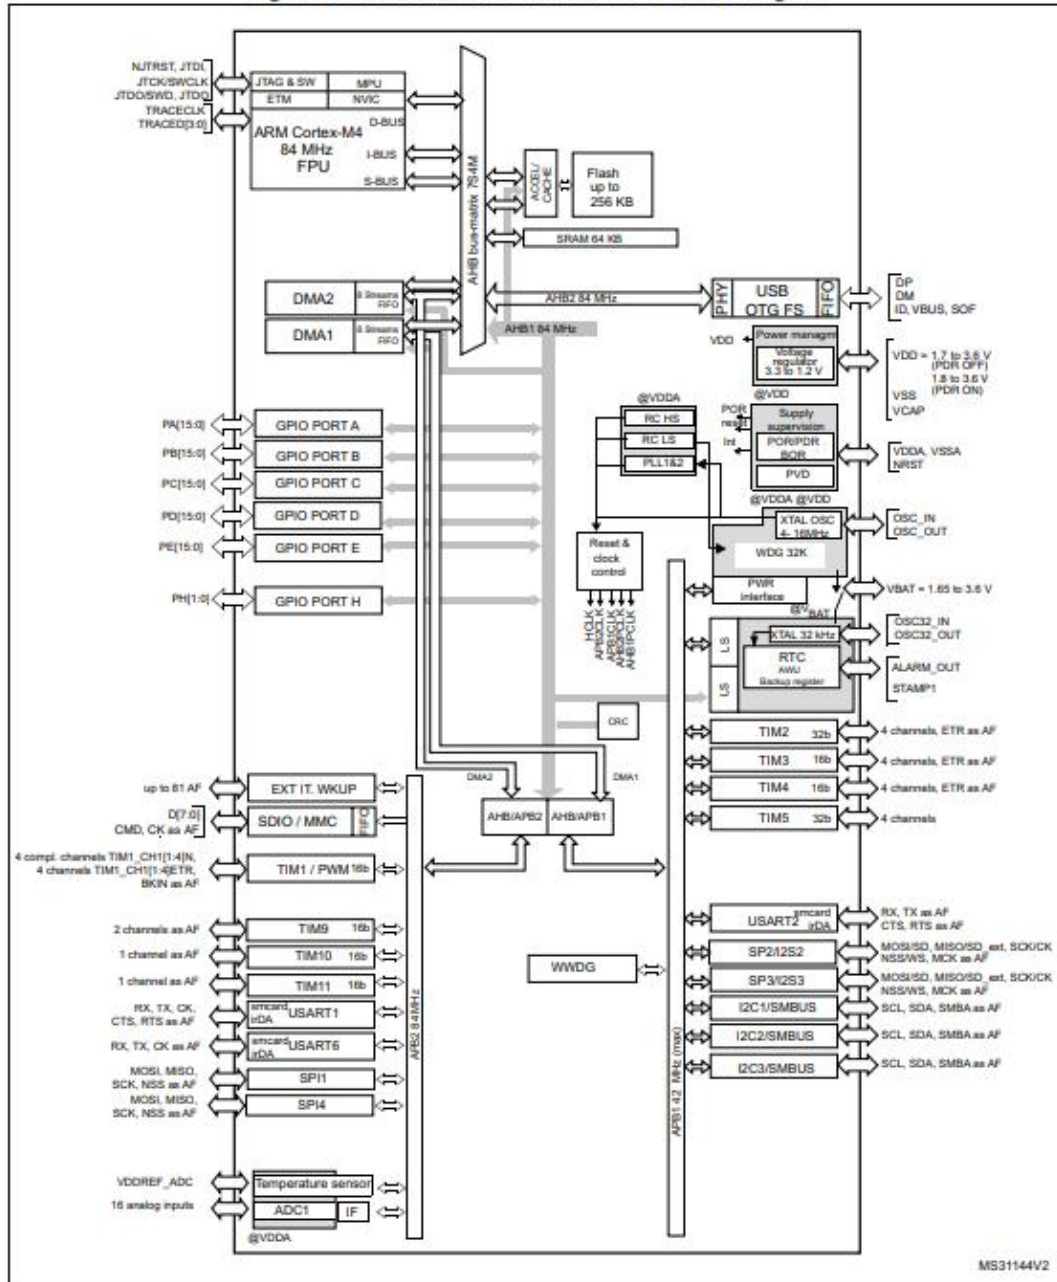 NJTRST, JTDI,
JTCK/SWCLK
JTDO/SWD, JTDO
TRACECLK
TRACED[3:0]
JTAG & SW
MPU
ETM
NVIC
ARM Cortex-M4
84 MHz
FPU
D-BUS
I-BUS
S-BUS
AHB bus-matrix 7S4M
ACCEL/
CACHE
Flash
up to
256 KB
SRAM 64 KB
DMA2
8 Streams
FIFO
DMA1
8 Streams
FIFO
AHB2 84 MHz
AHB1 84 MHz
PHY
USB
OTG FS
FIFO
DP
DM
ID, VBUS, SOF
Power managmt
VDD
Voltage
regulator
3.3 to 1.2 V
@VDD
VDD = 1.7 to 3.6 V
(PDR OFF)
1.8 to 3.6 V
(PDR ON)
VSS
VCAP
@VDDA
RC HS
RC LS
PLL1&2
POR
reset
Int
Supply
supervision
POR/PDR
BOR
PVD
VDDA, VSSA
NRST
@VDDA @VDD
XTAL OSC
4- 16MHz
WDG 32K
OSC_IN
OSC_OUT
PA[15:0]
GPIO PORT A
PB[15:0]
GPIO PORT B
PC[15:0]
GPIO PORT C
PD[15:0]
GPIO PORT D
PE[15:0]
GPIO PORT E
PH[1:0]
GPIO PORT H
Reset &
clock
control
HCLK
APB2CLK
APB1CLK
AHB2PCLK
AHB1PCLK
PWR
interface
VBAT = 1.65 to 3.6 V
@VBAT
LS
LS
XTAL 32 kHz
RTC
AWU
Backup register
OSC32_IN
OSC32_OUT
ALARM_OUT
STAMP1
CRC
TIM2 32b
4 channels, ETR as AF
TIM3 16b
4 channels, ETR as AF
TIM4 16b
4 channels, ETR as AF
TIM5 32b
4 channels
DMA2
DMA1
AHB/APB2
AHB/APB1
up to 81 AF
EXT IT. WKUP
D[7:0]
CMD, CK as AF
SDIO / MMC
FIFO
4 compl. channels TIM1_CH1[1:4]N,
4 channels TIM1_CH1[1:4]ETR,
BKIN as AF
TIM1 / PWM 16b
2 channels as AF
TIM9 16b
1 channel as AF
TIM10 16b
1 channel as AF
TIM11 16b
RX, TX, CK,
CTS, RTS as AF
smcard
irDA
USART1
RX, TX, CK as AF
smcard
irDA
USART6
MOSI, MISO,
SCK, NSS as AF
SPI1
MOSI, MISO,
SCK, NSS as AF
SPI4
VDDREF_ADC
Temperature sensor
16 analog inputs
ADC1
IF
@VDDA
APB2 84MHz
WWDG
APB1 42 MHz (max)
USART2
smcard
irDA
RX, TX as AF
CTS, RTS as AF
SP2/I2S2
MOSI/SD, MISO/SD_ext, SCK/CK
NSS/WS, MCK as AF
SP3/I2S3
MOSI/SD, MISO/SD_ext, SCK/CK
NSS/WS, MCK as AF
I2C1/SMBUS
SCL, SDA, SMBA as AF
I2C2/SMBUS
SCL, SDA, SMBA as AF
I2C3/SMBUS
SCL, SDA, SMBA as AF
MS31144V2